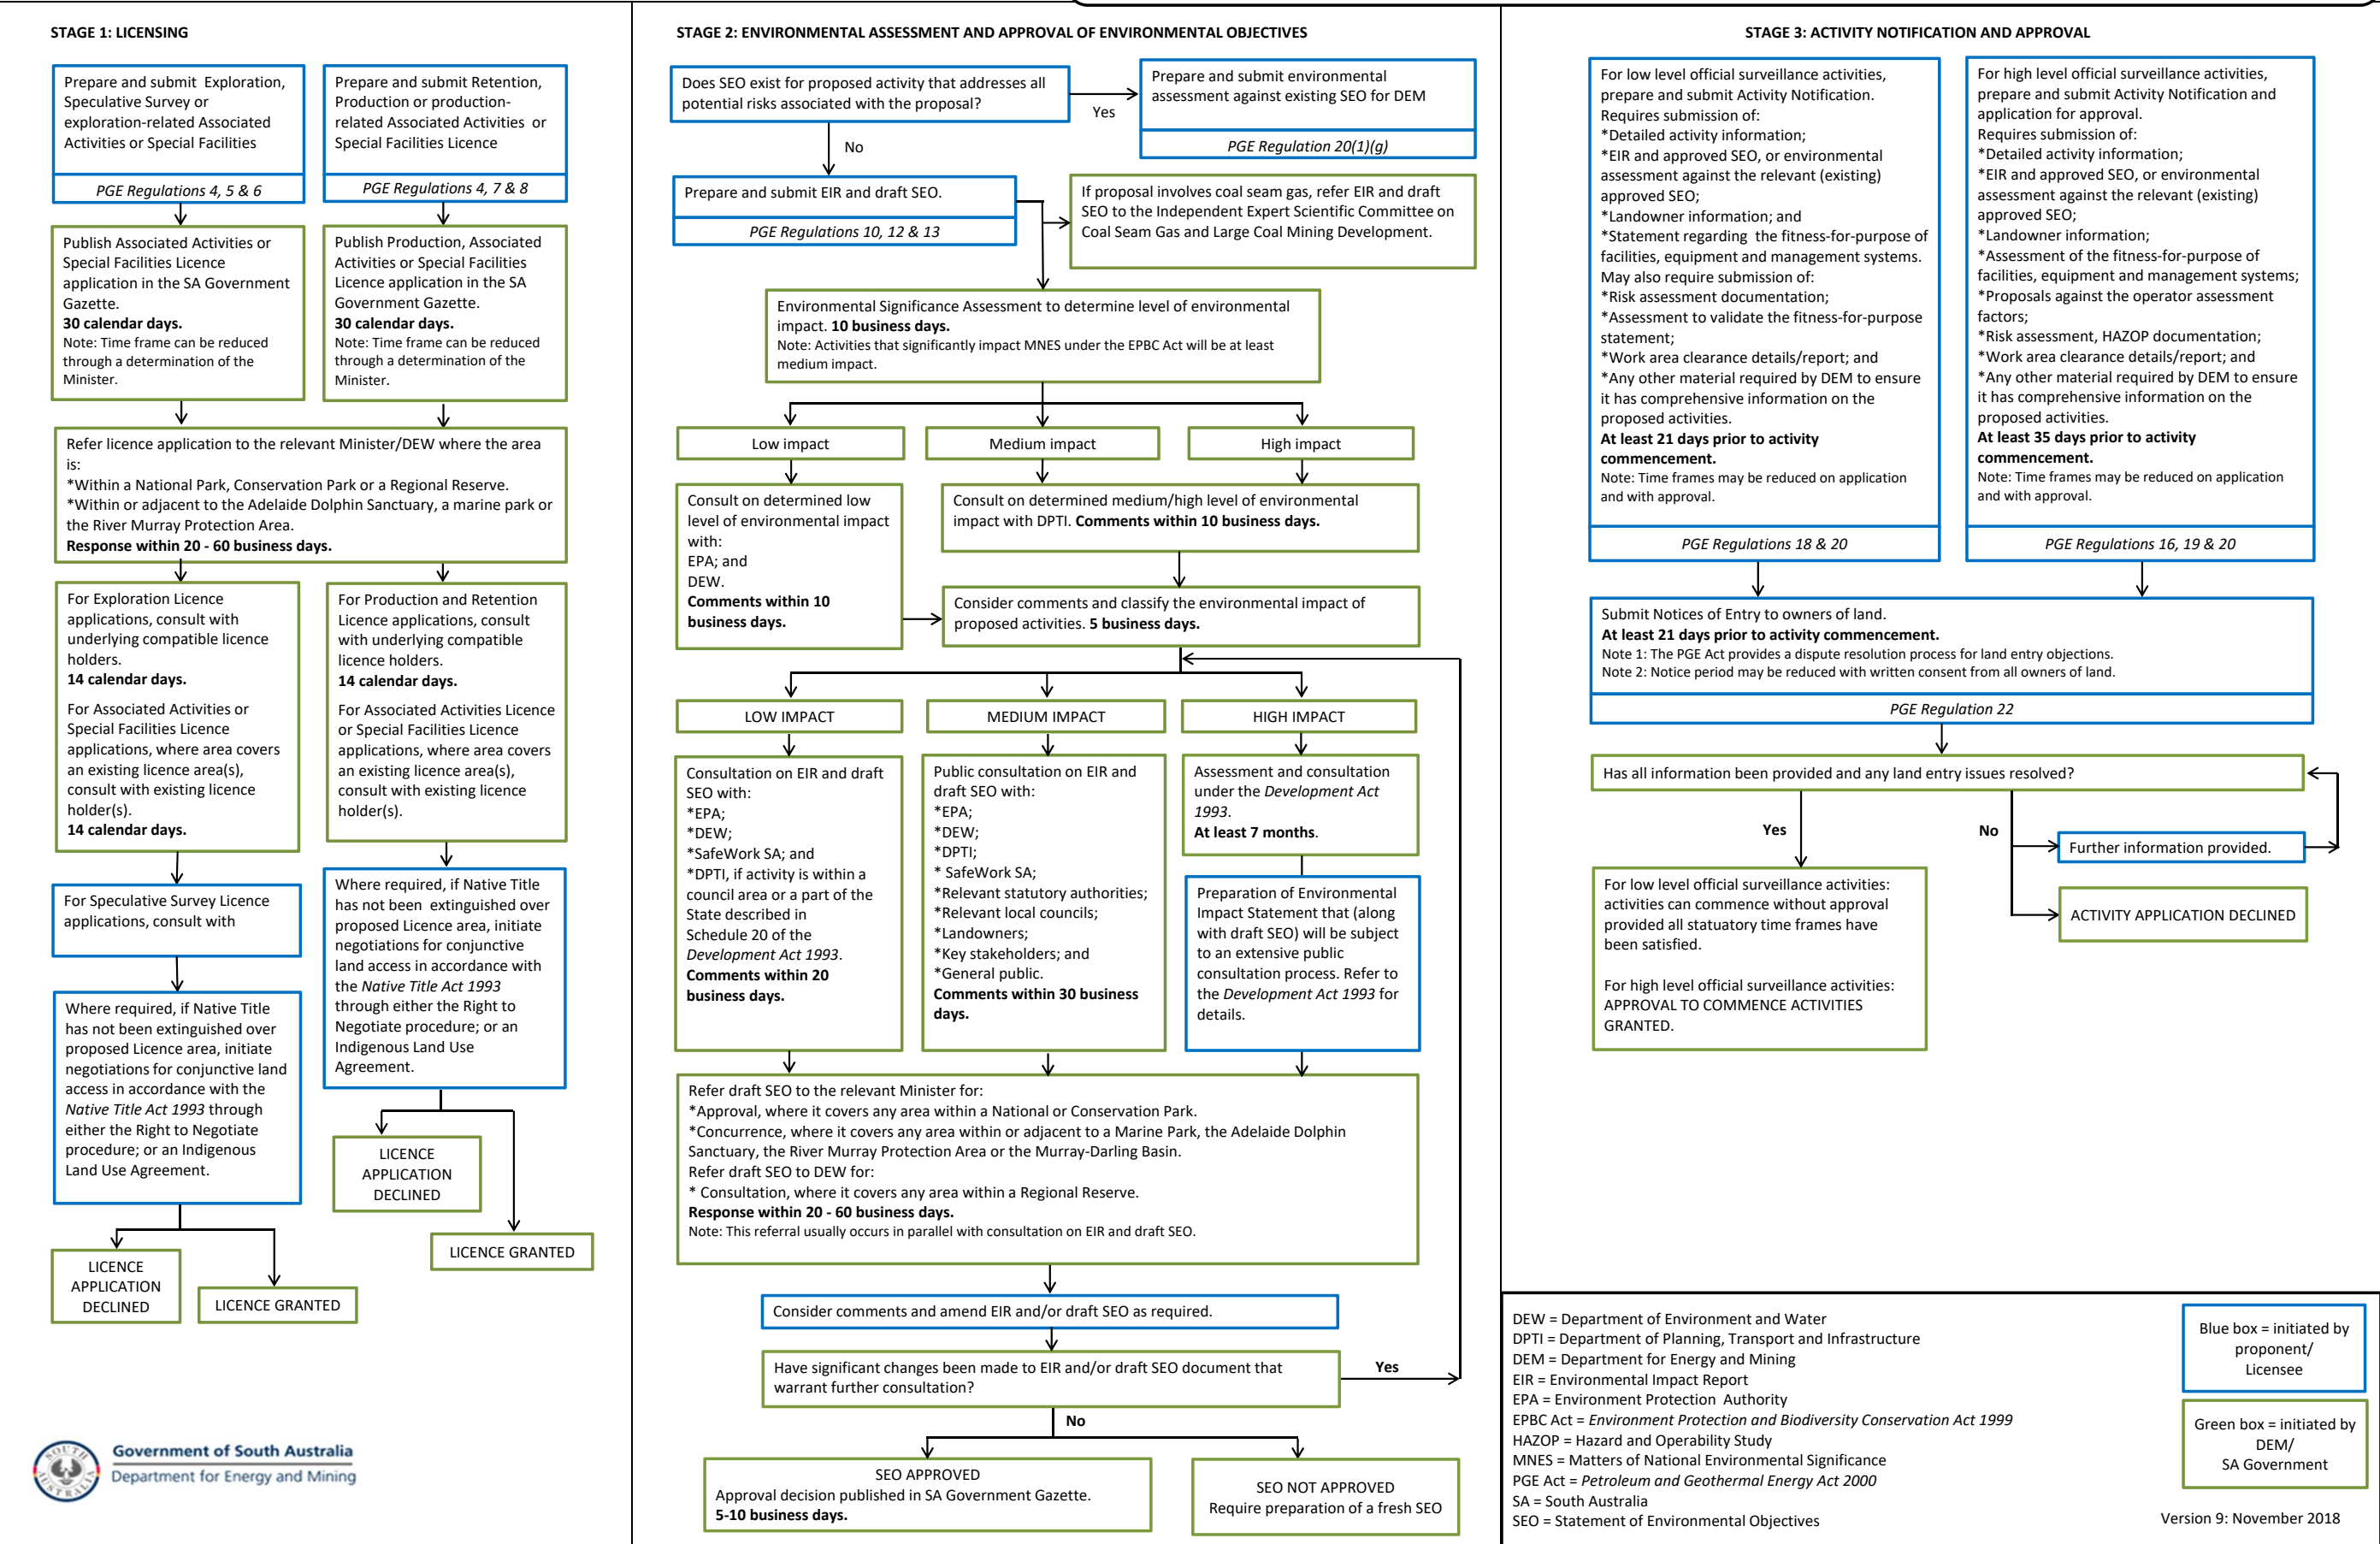 STAGE 1: LICENSING
Prepare and submit Exploration,
Speculative Survey or
exploration-related Associated
Activities or Special Facilities
PGE Regulations 4, 5 & 6
Prepare and submit Retention,
Production or production-
related Associated Activities or
Special Facilities Licence
PGE Regulations 4, 7 & 8
Publish Associated Activities or
Special Facilities Licence
application in the SA Government
Gazette.
30 calendar days.
Note: Time frame can be reduced
through a determination of the
Minister.
Publish Production, Associated
Activities or Special Facilities
Licence application in the SA
Government Gazette.
30 calendar days.
Note: Time frame can be reduced
through a determination of the
Minister.
Refer licence application to the relevant Minister/DEW where the area
is:
*Within a National Park, Conservation Park or a Regional Reserve.
*Within or adjacent to the Adelaide Dolphin Sanctuary, a marine park or
the River Murray Protection Area.
Response within 20 - 60 business days.
For Exploration Licence
applications, consult with
underlying compatible licence
holders.
14 calendar days.
For Associated Activities or
Special Facilities Licence
applications, where area covers
an existing licence area(s),
consult with existing licence
holder(s).
14 calendar days.
For Production and Retention
Licence applications, consult
with underlying compatible
licence holders.
14 calendar days.
For Associated Activities Licence
or Special Facilities Licence
applications, where area covers
an existing licence area(s),
consult with existing licence
holder(s).
For Speculative Survey Licence
applications, consult with
Where required, if Native Title
has not been extinguished over
proposed Licence area, initiate
negotiations for conjunctive
land access in accordance with
the Native Title Act 1993
through either the Right to
Negotiate procedure; or an
Indigenous Land Use
Agreement.
Where required, if Native Title
has not been extinguished over
proposed Licence area, initiate
negotiations for conjunctive land
access in accordance with the
Native Title Act 1993 through
either the Right to Negotiate
procedure; or an Indigenous
Land Use Agreement.
LICENCE
APPLICATION
DECLINED
LICENCE GRANTED
LICENCE
APPLICATION
DECLINED
LICENCE GRANTED
SOUTH
AUSTRALIA
Government of South Australia
Department for Energy and Mining
STAGE 2: ENVIRONMENTAL ASSESSMENT AND APPROVAL OF ENVIRONMENTAL OBJECTIVES
Does SEO exist for proposed activity that addresses all
potential risks associated with the proposal?
Yes
Prepare and submit environmental
assessment against existing SEO for DEM
PGE Regulation 20(1)(g)
No
Prepare and submit EIR and draft SEO.
PGE Regulations 10, 12 & 13
If proposal involves coal seam gas, refer EIR and draft
SEO to the Independent Expert Scientific Committee on
Coal Seam Gas and Large Coal Mining Development.
Environmental Significance Assessment to determine level of environmental
impact. 10 business days.
Note: Activities that significantly impact MNES under the EPBC Act will be at least
medium impact.
Low impact
Medium impact
High impact
Consult on determined low
level of environmental impact
with:
EPA; and
DEW.
Comments within 10
business days.
Consult on determined medium/high level of environmental
impact with DPTI. Comments within 10 business days.
Consider comments and classify the environmental impact of
proposed activities. 5 business days.
LOW IMPACT
MEDIUM IMPACT
HIGH IMPACT
Consultation on EIR and draft
SEO with:
*EPA;
*DEW;
*SafeWork SA; and
*DPTI, if activity is within a
council area or a part of the
State described in
Schedule 20 of the
Development Act 1993.
Comments within 20
business days.
Public consultation on EIR and
draft SEO with:
*EPA;
*DEW;
*DPTI;
* SafeWork SA;
*Relevant statutory authorities;
*Relevant local councils;
*Landowners;
*Key stakeholders; and
*General public.
Comments within 30 business
days.
Assessment and consultation
under the Development Act
1993.
At least 7 months.
Preparation of Environmental
Impact Statement that (along
with draft SEO) will be subject
to an extensive public
consultation process. Refer to
the Development Act 1993 for
details.
Refer draft SEO to the relevant Minister for:
*Approval, where it covers any area within a National or Conservation Park.
*Concurrence, where it covers any area within or adjacent to a Marine Park, the Adelaide Dolphin
Sanctuary, the River Murray Protection Area or the Murray-Darling Basin.
Refer draft SEO to DEW for:
* Consultation, where it covers any area within a Regional Reserve.
Response within 20 - 60 business days.
Note: This referral usually occurs in parallel with consultation on EIR and draft SEO.
Consider comments and amend EIR and/or draft SEO as required.
Have significant changes been made to EIR and/or draft SEO document that
warrant further consultation?
Yes
No
SEO APPROVED
Approval decision published in SA Government Gazette.
5-10 business days.
SEO NOT APPROVED
Require preparation of a fresh SEO
STAGE 3: ACTIVITY NOTIFICATION AND APPROVAL
For low level official surveillance activities,
prepare and submit Activity Notification.
Requires submission of:
*Detailed activity information;
*EIR and approved SEO, or environmental
assessment against the relevant (existing)
approved SEO;
*Landowner information; and
*Statement regarding the fitness-for-purpose of
facilities, equipment and management systems.
May also require submission of:
*Risk assessment documentation;
*Assessment to validate the fitness-for-purpose
statement;
*Work area clearance details/report; and
*Any other material required by DEM to ensure
it has comprehensive information on the
proposed activities.
At least 21 days prior to activity
commencement.
Note: Time frames may be reduced on application
and with approval.
PGE Regulations 18 & 20
For high level official surveillance activities,
prepare and submit Activity Notification and
application for approval.
Requires submission of:
*Detailed activity information;
*EIR and approved SEO, or environmental
assessment against the relevant (existing)
approved SEO;
*Landowner information;
*Assessment of the fitness-for-purpose of
facilities, equipment and management systems;
*Proposals against the operator assessment
factors;
*Risk assessment, HAZOP documentation;
*Work area clearance details/report; and
*Any other material required by DEM to ensure
it has comprehensive information on the
proposed activities.
At least 35 days prior to activity
commencement.
Note: Time frames may be reduced on application
and with approval.
PGE Regulations 16, 19 & 20
Submit Notices of Entry to owners of land.
At least 21 days prior to activity commencement.
Note 1: The PGE Act provides a dispute resolution process for land entry objections.
Note 2: Notice period may be reduced with written consent from all owners of land.
PGE Regulation 22
Has all information been provided and any land entry issues resolved?
Yes
No
Further information provided.
ACTIVITY APPLICATION DECLINED
For low level official surveillance activities:
activities can commence without approval
provided all statuatory time frames have
been satisfied.
For high level official surveillance activities:
APPROVAL TO COMMENCE ACTIVITIES
GRANTED.
DEW = Department of Environment and Water
DPTI = Department of Planning, Transport and Infrastructure
DEM = Department for Energy and Mining
EIR = Environmental Impact Report
EPA = Environment Protection Authority
EPBC Act = Environment Protection and Biodiversity Conservation Act 1999
HAZOP = Hazard and Operability Study
MNES = Matters of National Environmental Significance
PGE Act = Petroleum and Geothermal Energy Act 2000
SA = South Australia
SEO = Statement of Environmental Objectives
Blue box = initiated by
proponent/
Licensee
Green box = initiated by
DEM/
SA Government
Version 9: November 2018